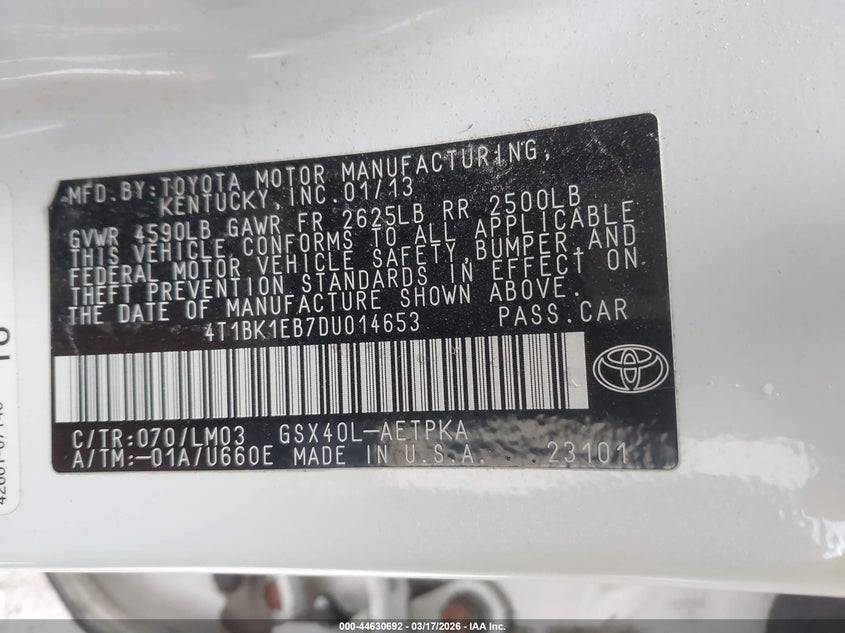 MFD.BY:TOYOTA MOTOR MANUFACTURING,
KENTUCKY,INC.01/13
GVWR 4590LB GAWR FR 2625LB RR 2500LB
THIS VEHICLE CONFORMS TO ALL APPLICABLE
FEDERAL MOTOR VEHICLE SAFETY,BUMPER,AND
THEFT PREVENTION STANDARDS IN EFFECT ON
THE DATE OF MANUFACTURE SHOWN ABOVE.
4T1BK1EB7DU014653 PASS.CAR
C/TR:070/LM03 GSX40L-AETPKA
A/TM:-01A/U660E MADE IN U.S.A. 23101
000-44630692 — 03/17/2026 — IAA Inc.